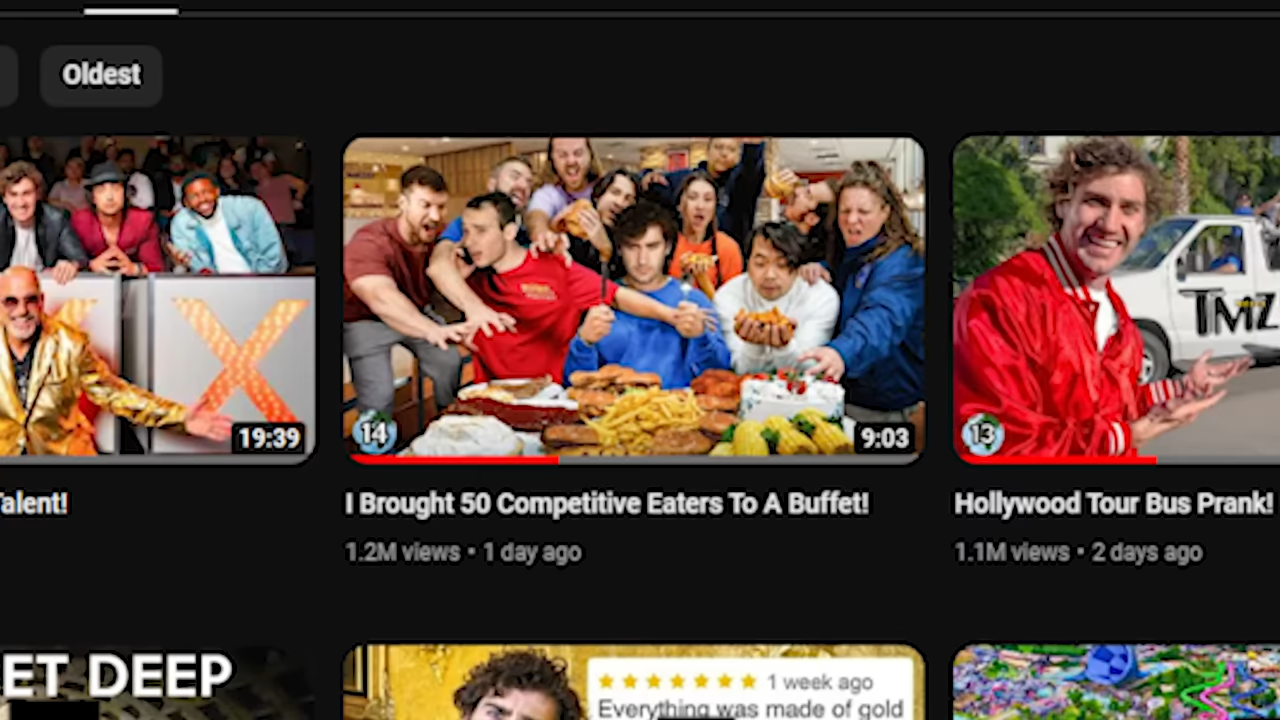 Oldest
19:39
14
9:03
13
TMZ
Talent!
I Brought 50 Competitive Eaters To A Buffet!
Hollywood Tour Bus Prank!
1.2M views • 1 day ago
1.1M views • 2 days ago
ET DEEP
1 week ago
Everything was made of gold